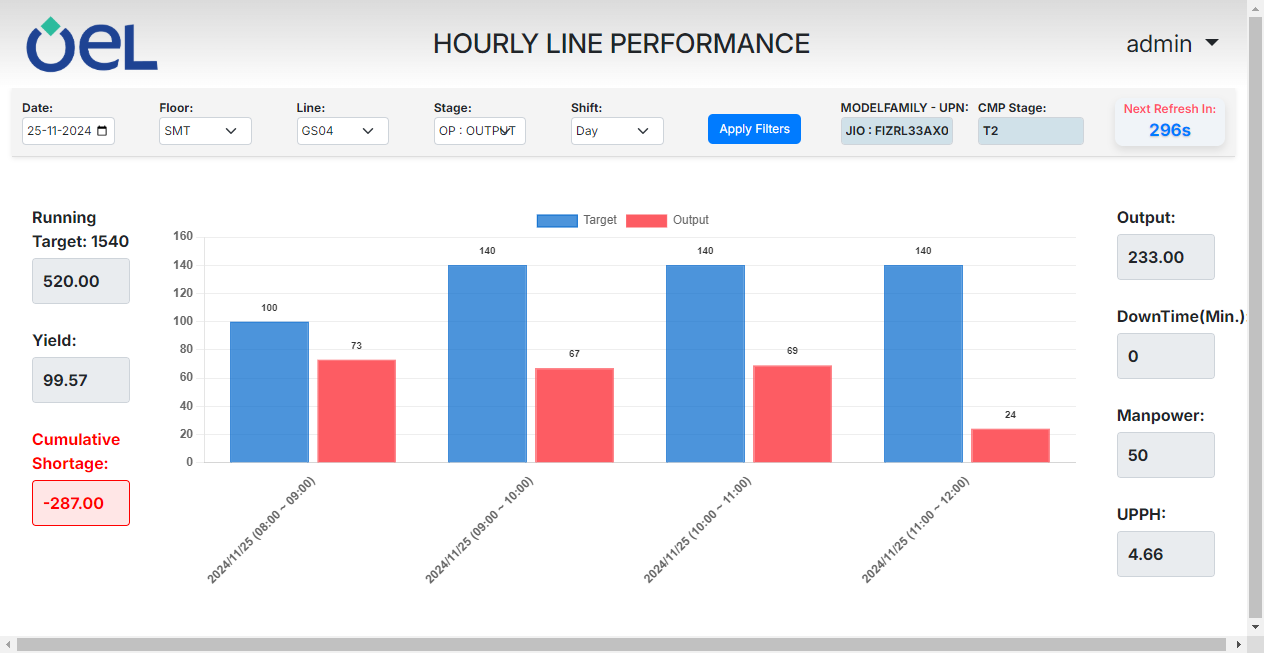 OEL
HOURLY LINE PERFORMANCE
admin
Date:
Floor:
Line:
Stage:
Shift:
MODELFAMILY - UPN:
CMP Stage:
Next Refresh In:
25-11-2024
SMT
GS04
OP : OUTPUT
Day
Apply Filters
JIO : FIZRL33AX0
T2
296s
Running
Target: 1540
520.00
Yield:
99.57
Cumulative
Shortage:
-287.00
Target
Output
160
140
120
100
80
60
40
20
0
100
73
140
67
140
69
140
24
2024/11/25 (08:00 ~ 09:00)
2024/11/25 (09:00 ~ 10:00)
2024/11/25 (10:00 ~ 11:00)
2024/11/25 (11:00 ~ 12:00)
Output:
233.00
DownTime(Min.):
0
Manpower:
50
UPPH:
4.66